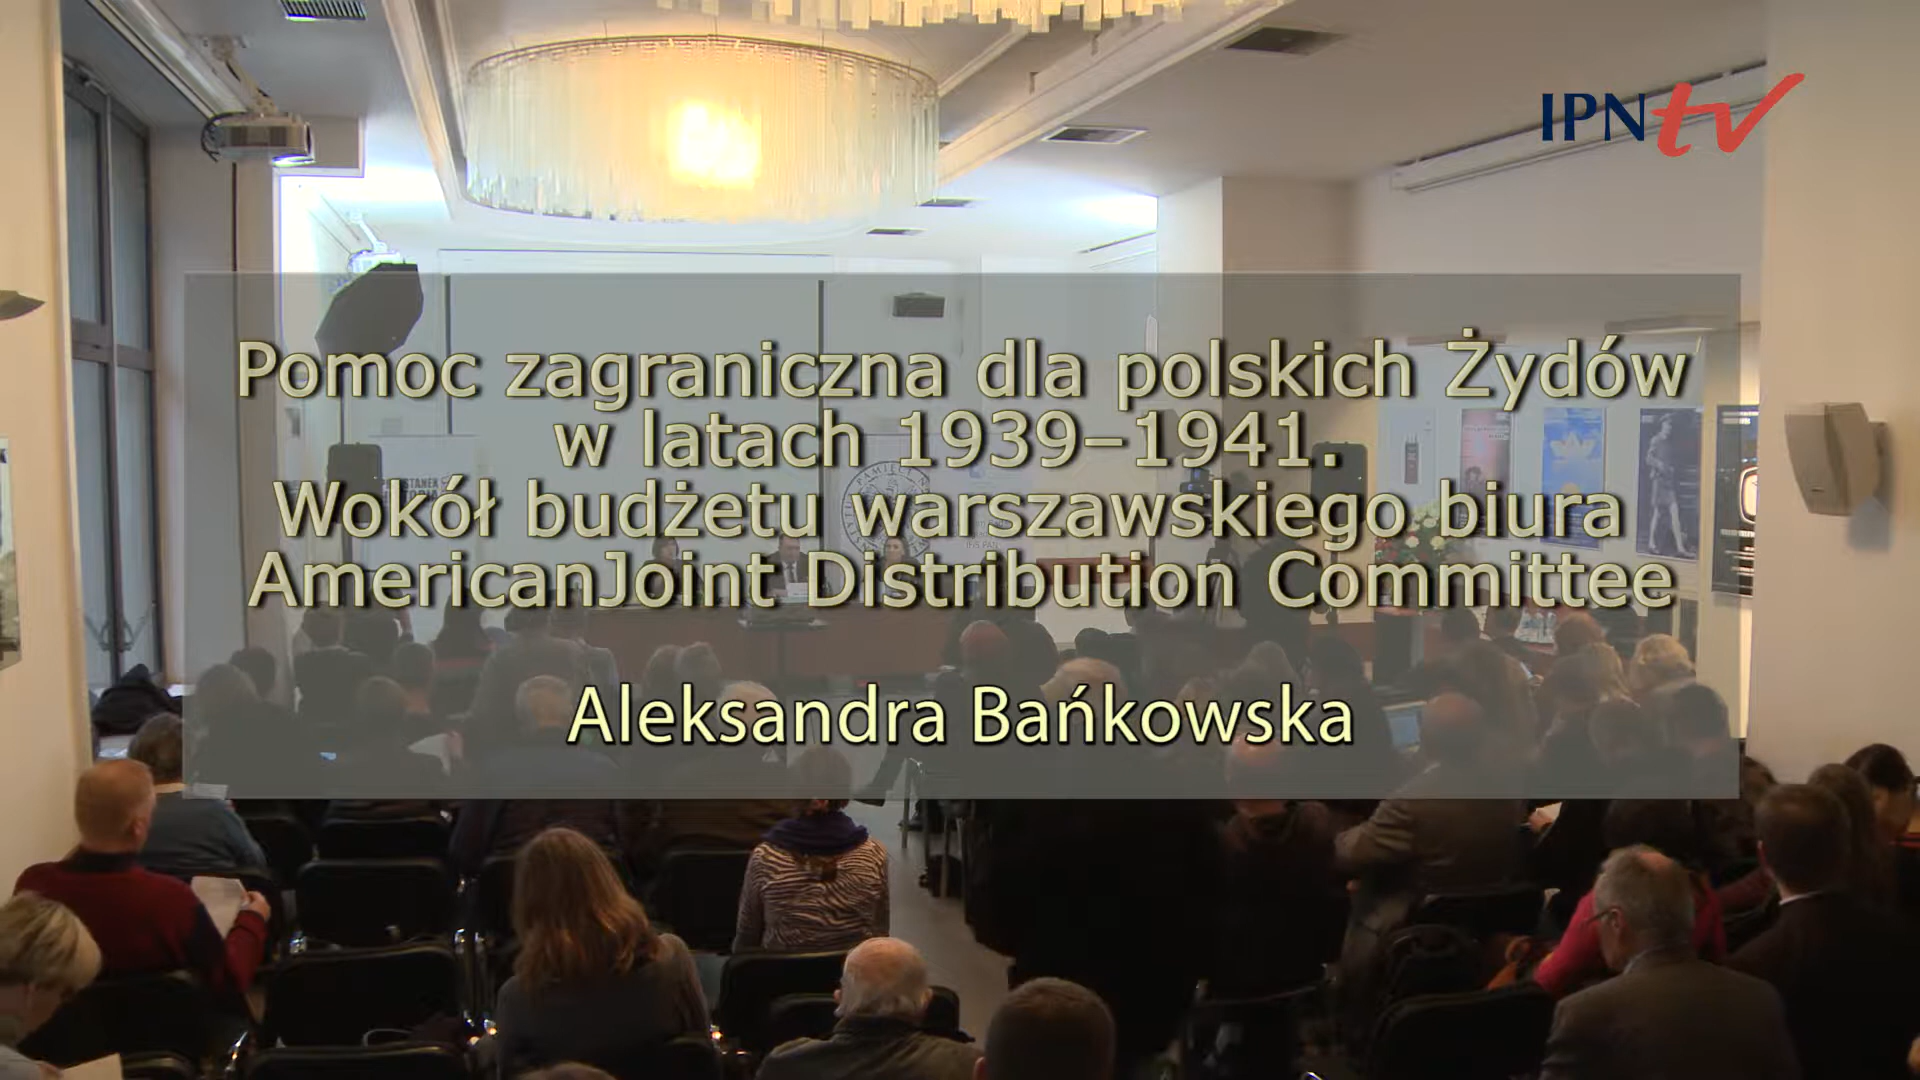 IPNtv
Pomoc zagraniczna dla polskich Żydów
w latach 1939–1941.
Wokół budżetu warszawskiego biura
AmericanJoint Distribution Committee
Aleksandra Bańkowska